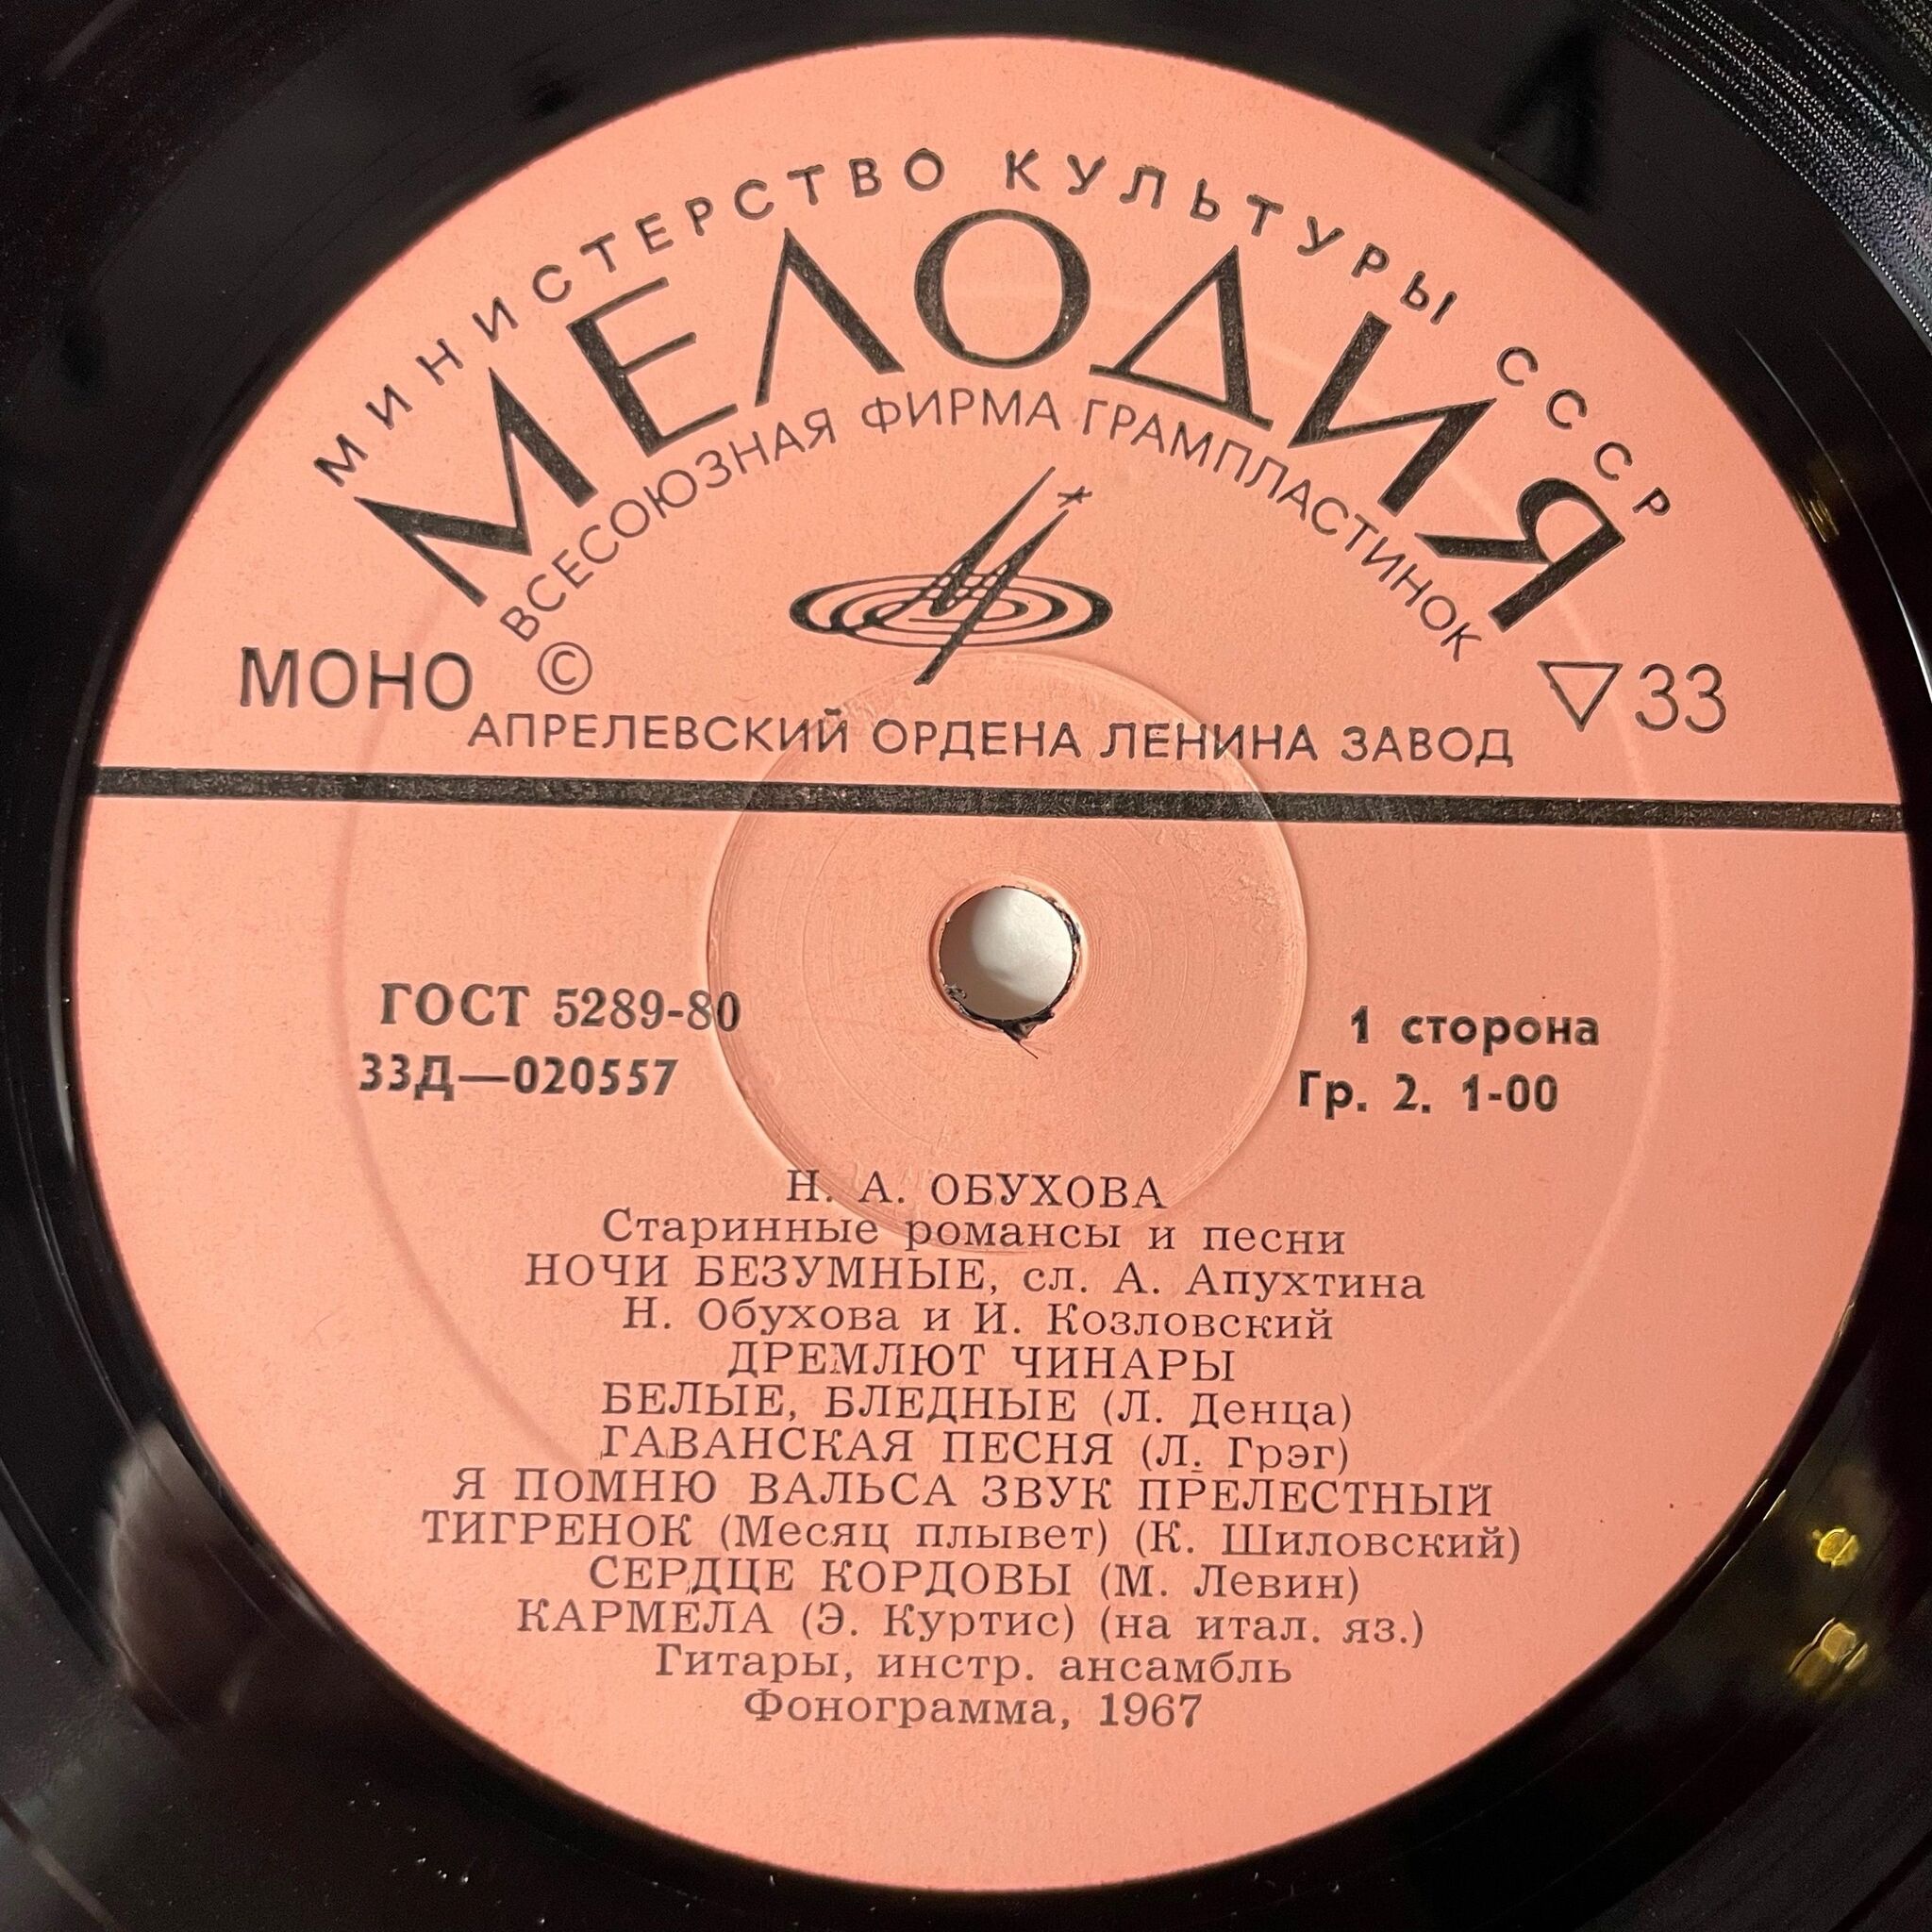 МИНИСТЕРСТВО КУЛЬТУРЫ СССР
МЕЛОДИЯ
ВСЕСОЮЗНАЯ ФИРМА ГРАМПЛАСТИНОК
МОНО © ▽33
АПРЕЛЕВСКИЙ ОРДЕНА ЛЕНИНА ЗАВОД
ГОСТ 5289-80
33Д—020557
1 сторона
Гр. 2. 1-00
Н. А. ОБУХОВА
Старинные романсы и песни
НОЧИ БЕЗУМНЫЕ, сл. А. Апухтина
Н. Обухова и И. Козловский
ДРЕМЛЮТ ЧИНАРЫ
БЕЛЫЕ, БЛЕДНЫЕ (Л. Денца)
ГАВАНСКАЯ ПЕСНЯ (Л. Грэг)
Я ПОМНЮ ВАЛЬСА ЗВУК ПРЕЛЕСТНЫЙ
ТИГРЕНОК (Месяц плывет) (К. Шиловский)
СЕРДЦЕ КОРДОВЫ (М. Левин)
КАРМЕЛА (Э. Куртис) (на итал. яз.)
Гитары, инстр. ансамбль
Фонограмма, 1967